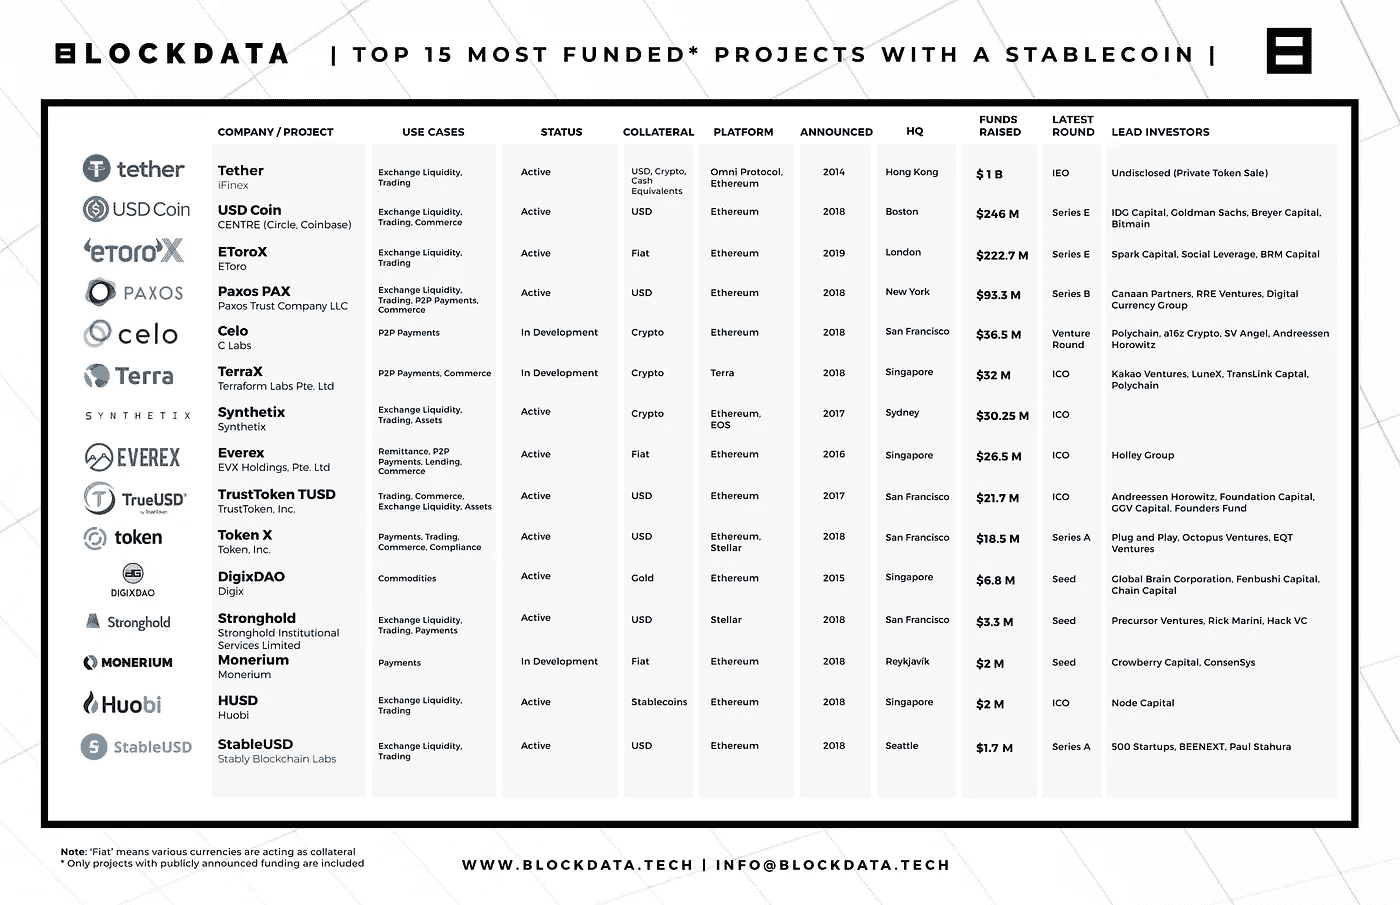 BLOCKDATA | TOP 15 MOST FUNDED* PROJECTS WITH A STABLECOIN |
COMPANY / PROJECT USE CASES STATUS COLLATERAL PLATFORM ANNOUNCED HQ FUNDS RAISED LATEST ROUND LEAD INVESTORS
tether Tether Exchange Liquidity, Active USD, Crypto, Omni Protocol, 2014 Hong Kong $ 1 B IEO Undisclosed (Private Token Sale)
iFinex Trading Cash Ethereum
Equivalents
USD Coin USD Coin Exchange Liquidity, Active USD Ethereum 2018 Boston $246 M Series E IDG Capital, Goldman Sachs, Breyer Capital,
CENTRE (Circle, Coinbase) Trading, Commerce Bitmain
eToroX EToroX Exchange Liquidity, Active Fiat Ethereum 2019 London $222.7 M Series E Spark Capital, Social Leverage, BRM Capital
EToro Trading
PAXOS Paxos PAX Exchange Liquidity, Active USD Ethereum 2018 New York $93.3 M Series B Canaan Partners, RRE Ventures, Digital
Paxos Trust Company LLC Trading, P2P Payments, Currency Group
Commerce
celo Celo P2P Payments In Development Crypto Ethereum 2018 San Francisco $36.5 M Venture Polychain, a16z Crypto, SV Angel, Andreessen
C Labs Round Horowitz
Terra TerraX P2P Payments, Commerce In Development Crypto Terra 2018 Singapore $32 M ICO Kakao Ventures, LuneX, TransLink Captal,
Terraform Labs Pte. Ltd Polychain
SYNTHETIX Synthetix Exchange Liquidity, Active Crypto Ethereum, 2017 Sydney $30.25 M ICO
Synthetix Trading, Assets EOS
EVEREX Everex Remittance, P2P Active Fiat Ethereum 2016 Singapore $26.5 M ICO Holley Group
EVX Holdings, Pte. Ltd Payments, Lending,
Commerce
TrueUSD TrustToken TUSD Trading, Commerce, Active USD Ethereum 2017 San Francisco $21.7 M ICO Andreessen Horowitz, Foundation Capital,
by TrustToken TrustToken, Inc. Exchange Liquidity, Assets GGV Capital, Founders Fund
token Token X Payments, Trading, Active USD Ethereum, 2018 San Francisco $18.5 M Series A Plug and Play, Octopus Ventures, EQT
Token, Inc. Commerce, Compliance Stellar Ventures
DIGIXDAO DigixDAO Commodities Active Gold Ethereum 2015 Singapore $6.8 M Seed Global Brain Corporation, Fenbushi Capital,
Digix Chain Capital
Stronghold Stronghold Exchange Liquidity, Active USD Stellar 2018 San Francisco $3.3 M Seed Precursor Ventures, Rick Marini, Hack VC
Stronghold Institutional Trading, Payments
Services Limited
MONERIUM Monerium Payments In Development Fiat Ethereum 2018 Reykjavík $2 M Seed Crowberry Capital, ConsenSys
Monerium
Huobi HUSD Exchange Liquidity, Active Stablecoins Ethereum 2018 Singapore $2 M ICO Node Capital
Huobi Trading
StableUSD StableUSD Exchange Liquidity, Active USD Ethereum 2018 Seattle $1.7 M Series A 500 Startups, BEENEXT, Paul Stahura
Stably Blockchain Labs Trading
Note: 'Fiat' means various currencies are acting as collateral
* Only projects with publicly announced funding are included
WWW.BLOCKDATA.TECH | INFO@BLOCKDATA.TECH